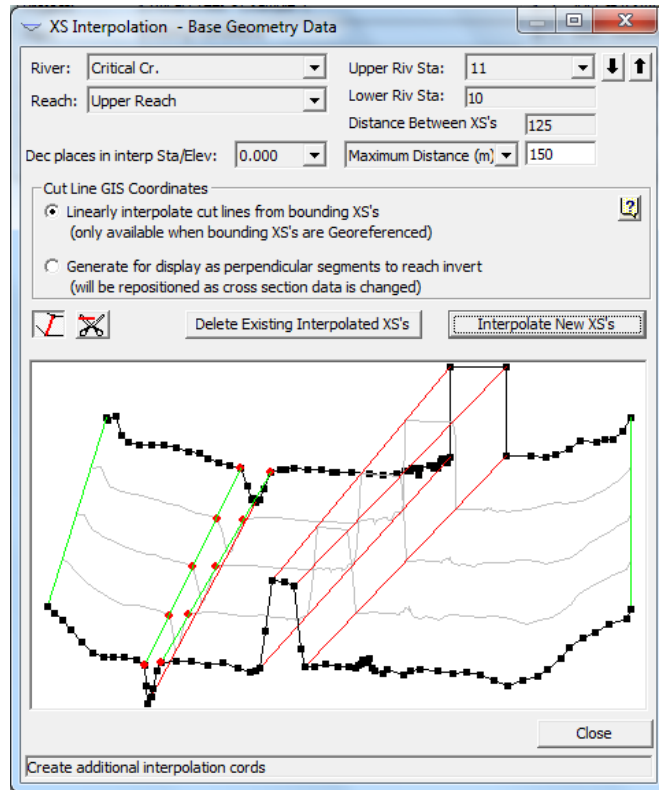 XS Interpolation - Base Geometry Data
River: Critical Cr. Upper Riv Sta: 11
Reach: Upper Reach Lower Riv Sta: 10
Distance Between XS's 125
Dec places in interp Sta/Elev: 0.000 Maximum Distance (m) 150
Cut Line GIS Coordinates
Linearly interpolate cut lines from bounding XS's
(only available when bounding XS's are Georeferenced)
Generate for display as perpendicular segments to reach invert
(will be repositioned as cross section data is changed)
Delete Existing Interpolated XS's Interpolate New XS's
Close
Create additional interpolation cords